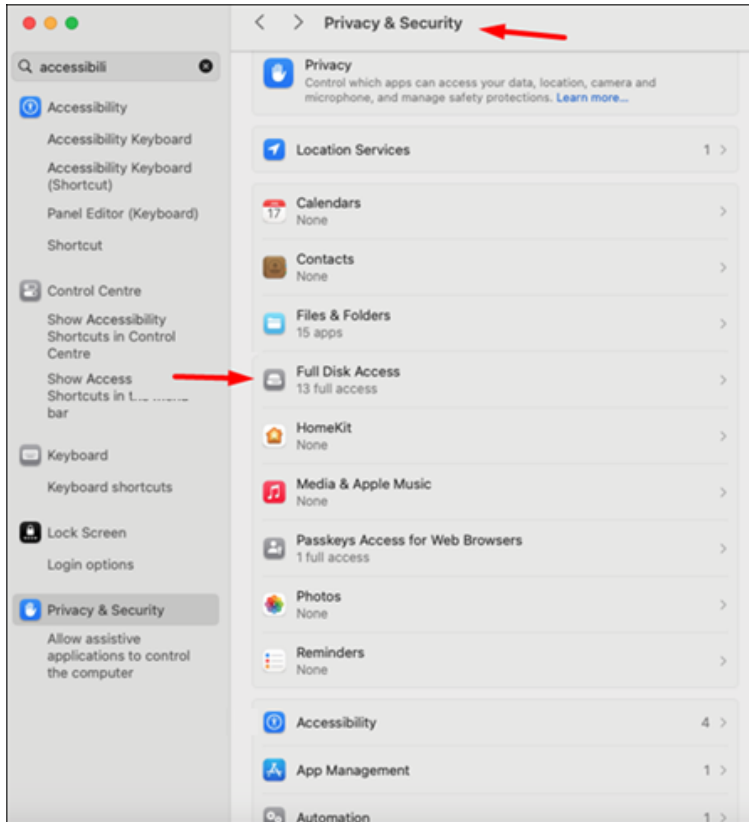 Privacy & Security
accessibili
Accessibility
Accessibility Keyboard
Accessibility Keyboard
(Shortcut)
Panel Editor (Keyboard)
Shortcut
Control Centre
Show Accessibility
Shortcuts in Control
Centre
Show Access
Shortcuts in
bar
Keyboard
Keyboard shortcuts
Lock Screen
Login options
Privacy & Security
Allow assistive
applications to control
the computer
Privacy
Control which apps can access your data, location, camera and
microphone, and manage safety protections. Learn more...
Location Services 1
17
Calendars
None
Contacts
None
Files & Folders
15 apps
Full Disk Access
13 full access
HomeKit
None
Media & Apple Music
None
Passkeys Access for Web Browsers
1 full access
Photos
None
Reminders
None
Accessibility 4
App Management 1
Automation 1